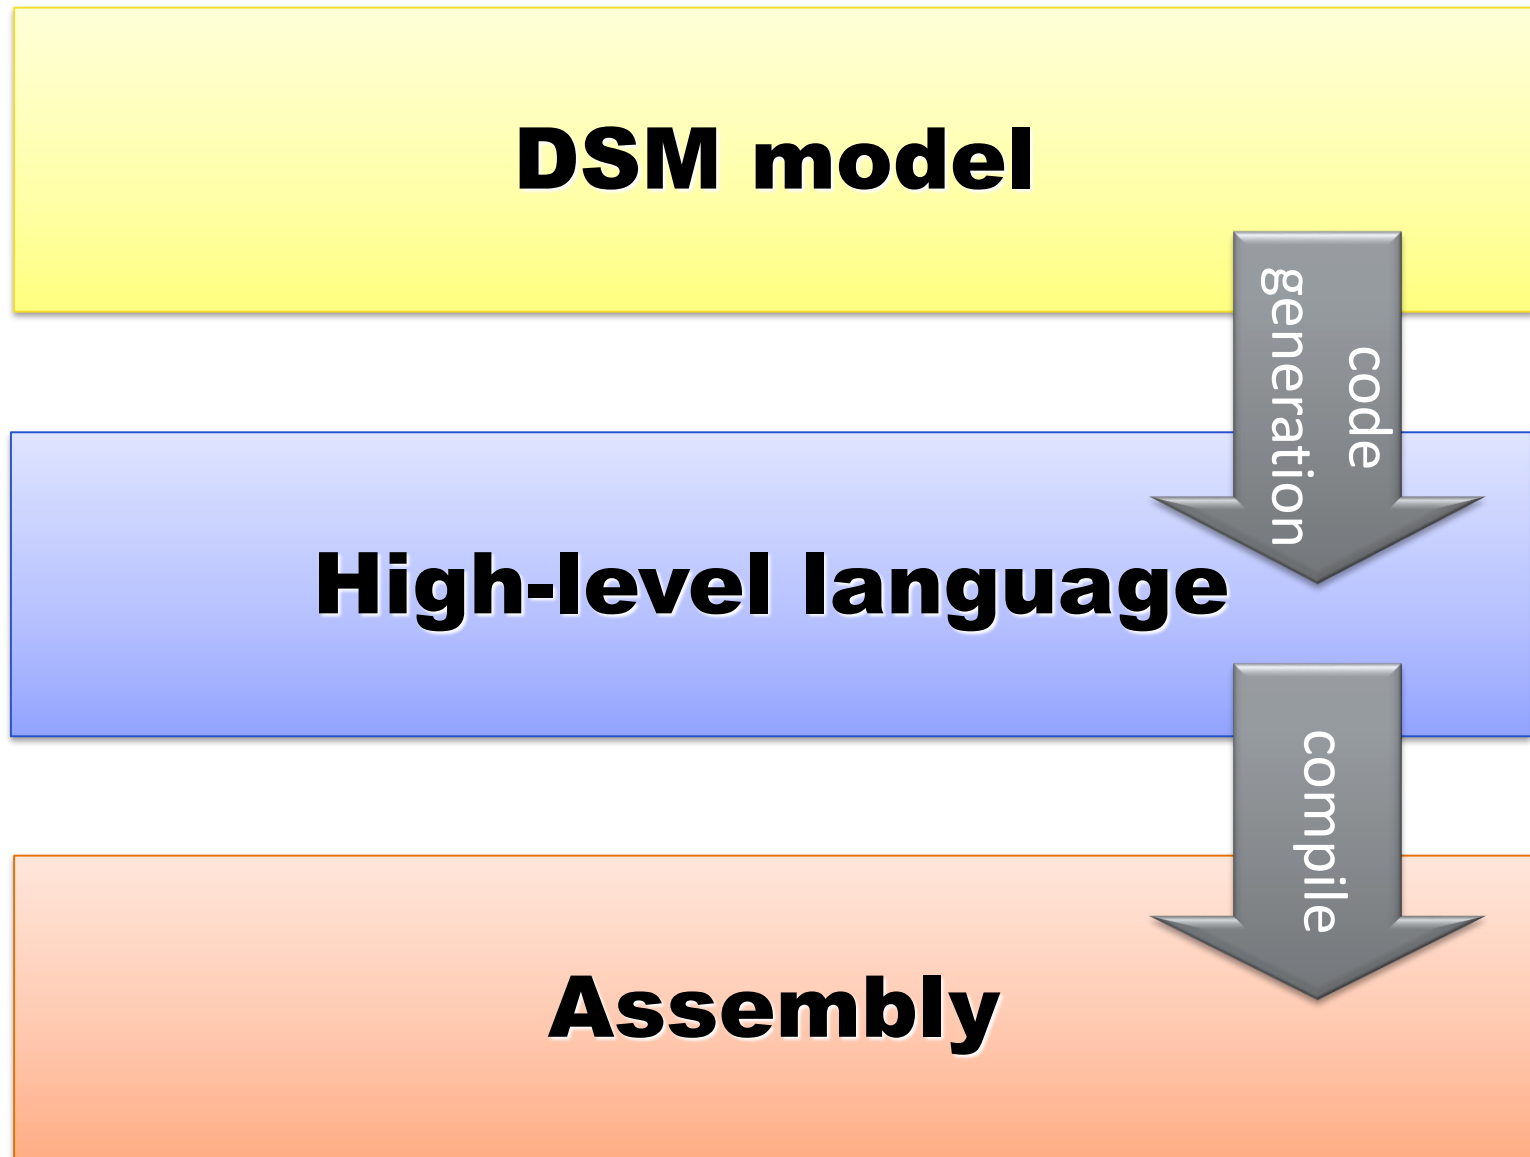 DSM model
code
generation
High-level language
compile
Assembly